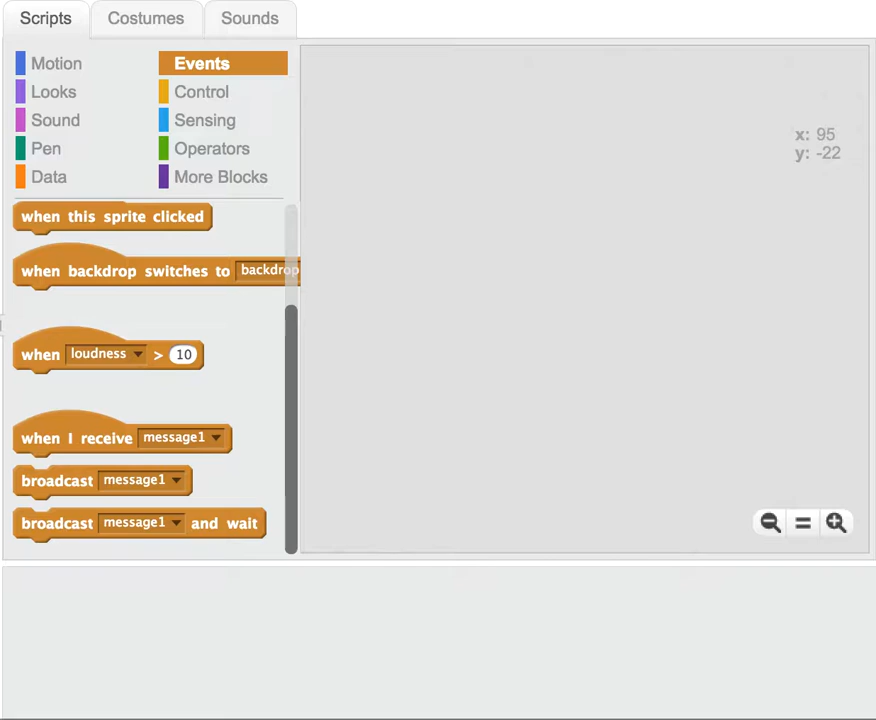 Scripts Costumes Sounds
Motion Events
Looks Control
Sound Sensing
Pen Operators
Data More Blocks
x: 95
y: -22
when this sprite clicked
when backdrop switches to backdrop
when loudness > 10
when I receive message1
broadcast message1
broadcast message1 and wait